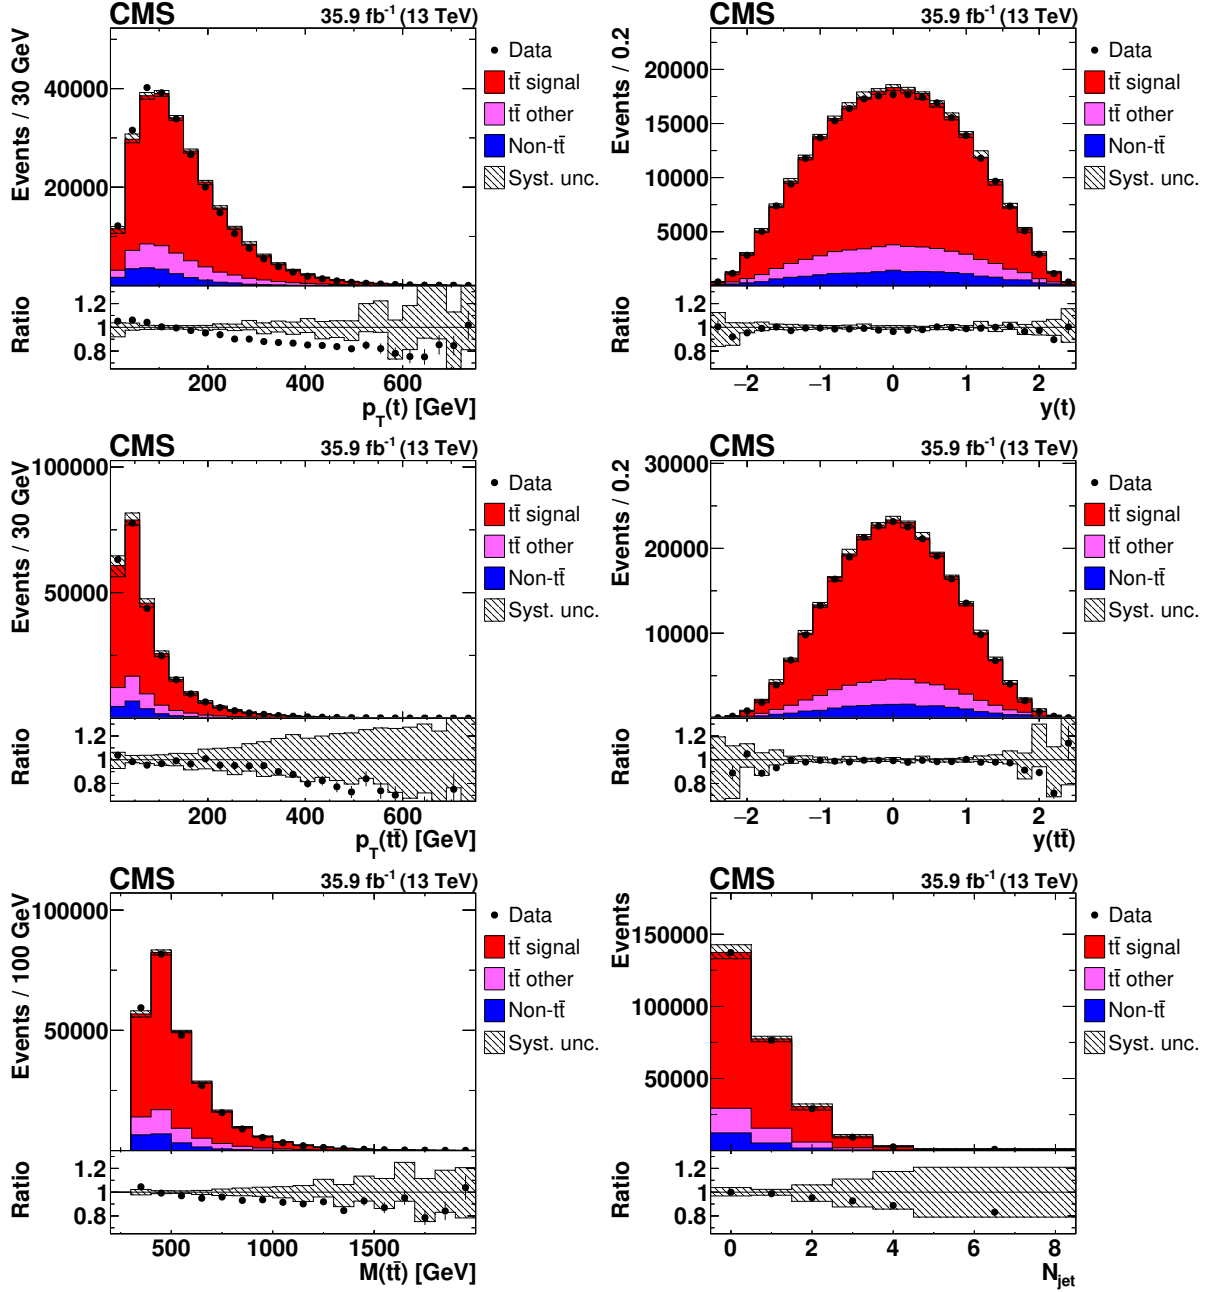 CMS 35.9 fb⁻¹ (13 TeV)
Events / 30 GeV
40000
20000
Data
tt̄ signal
tt̄ other
Non-tt̄
Syst. unc.
Ratio
1.2
1
0.8
200 400 600
p_T(t) [GeV]
CMS 35.9 fb⁻¹ (13 TeV)
Events / 0.2
20000
15000
10000
5000
Data
tt̄ signal
tt̄ other
Non-tt̄
Syst. unc.
Ratio
1.2
1
0.8
−2 −1 0 1 2
y(t)
CMS 35.9 fb⁻¹ (13 TeV)
Events / 30 GeV
100000
50000
Data
tt̄ signal
tt̄ other
Non-tt̄
Syst. unc.
Ratio
1.2
1
0.8
200 400 600
p_T(tt̄) [GeV]
CMS 35.9 fb⁻¹ (13 TeV)
Events / 0.2
30000
20000
10000
Data
tt̄ signal
tt̄ other
Non-tt̄
Syst. unc.
Ratio
1.2
1
0.8
−2 −1 0 1 2
y(tt̄)
CMS 35.9 fb⁻¹ (13 TeV)
Events / 100 GeV
100000
50000
Data
tt̄ signal
tt̄ other
Non-tt̄
Syst. unc.
Ratio
1.2
1
0.8
500 1000 1500
M(tt̄) [GeV]
CMS 35.9 fb⁻¹ (13 TeV)
Events
150000
100000
50000
Data
tt̄ signal
tt̄ other
Non-tt̄
Syst. unc.
Ratio
1.2
1
0.8
0 2 4 6 8
N_jet